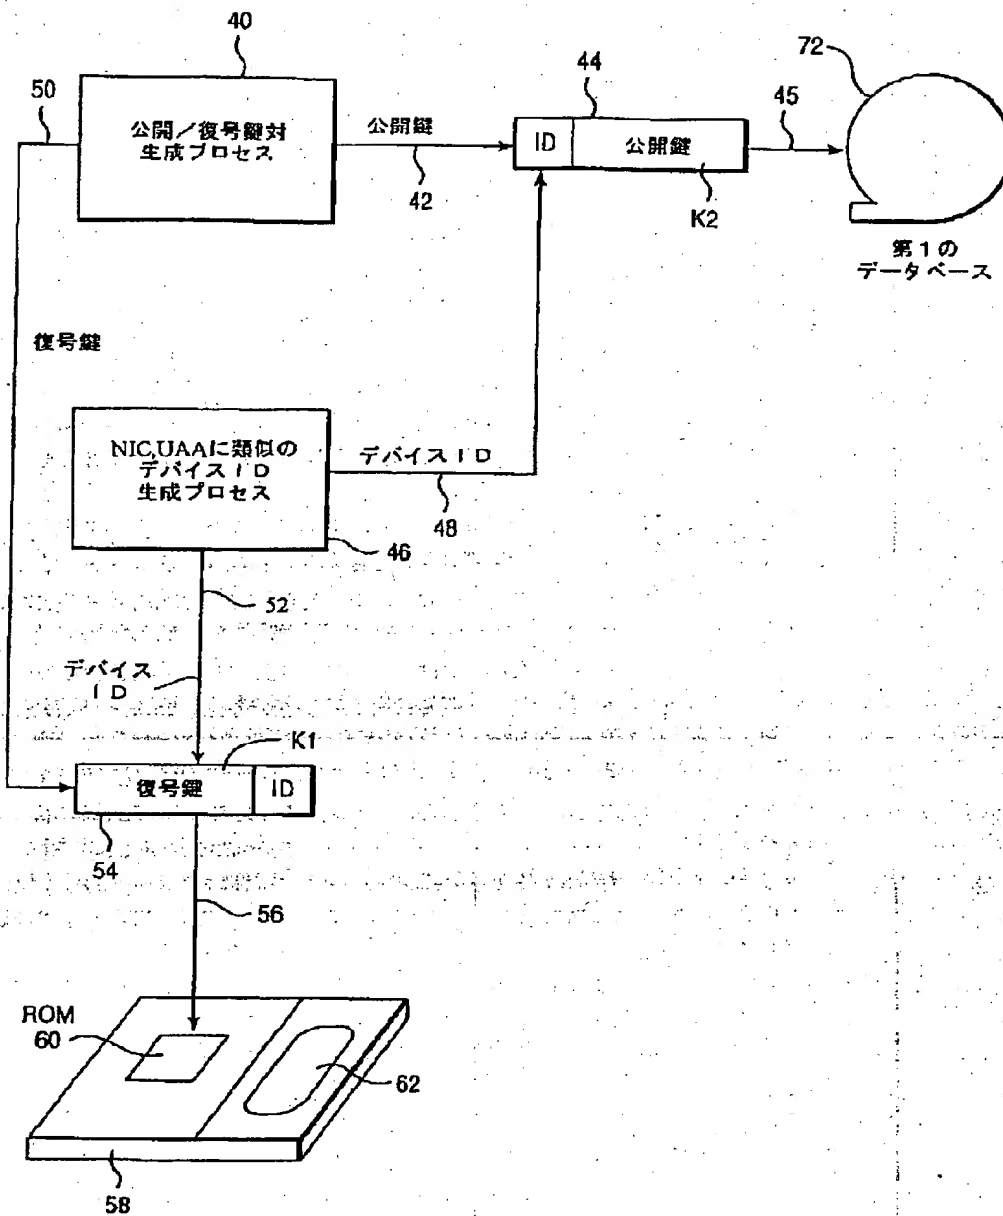 40
50
公開/復号鍵対
生成プロセス
公開鍵
42
44
ID
公開鍵
K2
45
72
第1の
データベース
復号鍵
NIC,UAAに類似の
デバイスID
生成プロセス
46
デバイスID
48
52
デバイス
ID
K1
復号鍵
ID
54
56
ROM
60
62
58